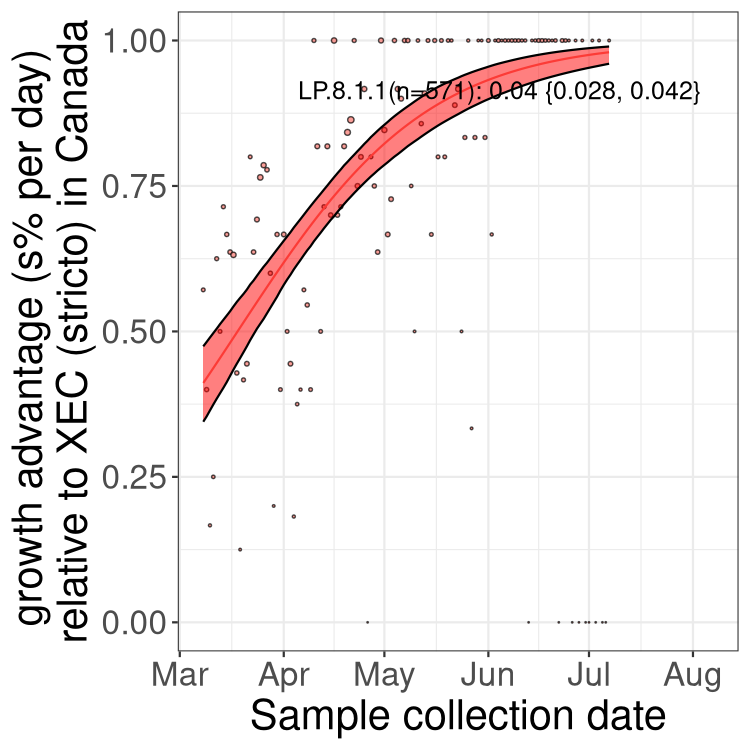 growth advantage (s% per day)
relative to XEC (stricto) in Canada
1.00
0.75
0.50
0.25
0.00
LP.8.1.1(n=571): 0.04 {0.028, 0.042}
Mar Apr May Jun Jul Aug
Sample collection date